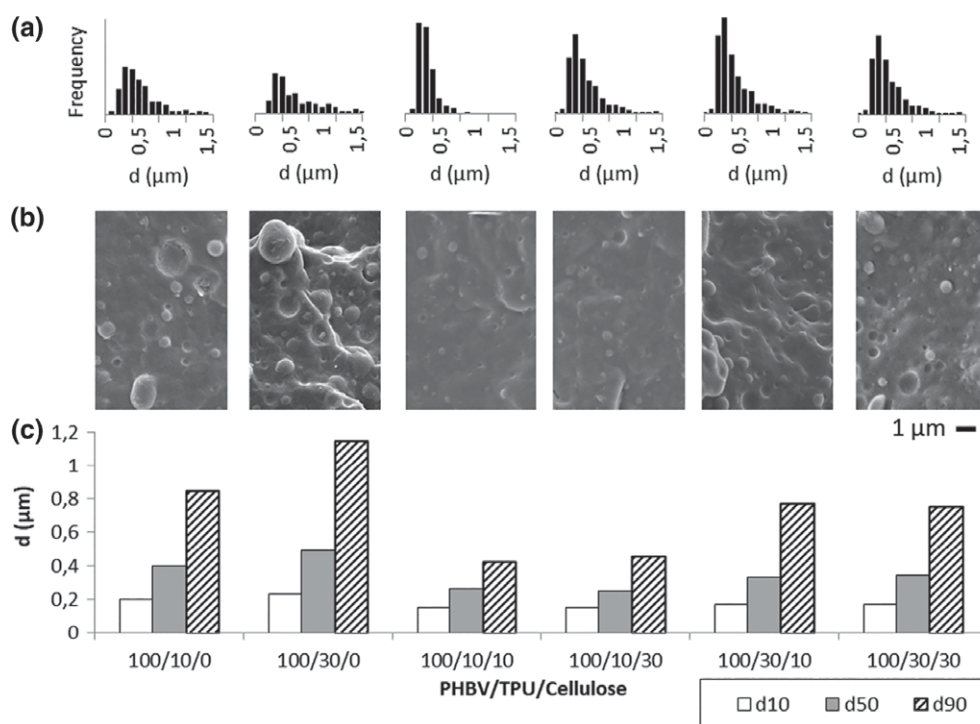 (a)
Frequency
0 0,5 1 1,5
d (µm)
0 0,5 1 1,5
d (µm)
0 0,5 1 1,5
d (µm)
0 0,5 1 1,5
d (µm)
0 0,5 1 1,5
d (µm)
0 0,5 1 1,5
d (µm)
(b)
1 µm
(c)
d (µm)
1,2
1
0,8
0,6
0,4
0,2
0
100/10/0 100/30/0 100/10/10 100/10/30 100/30/10 100/30/30
PHBV/TPU/Cellulose
d10 d50 d90